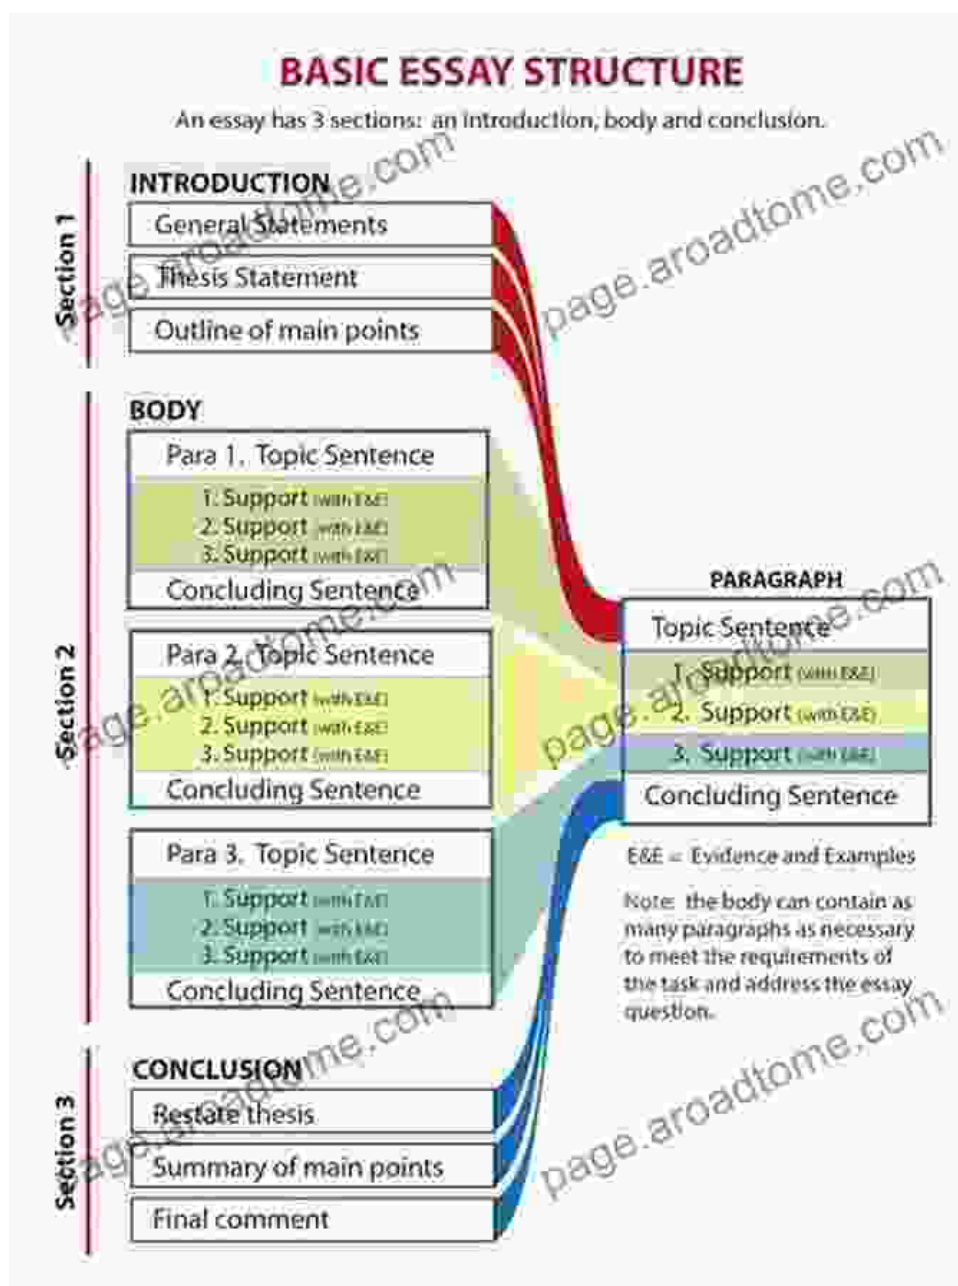 BASIC ESSAY STRUCTURE
An essay has 3 sections: an introduction, body and conclusion.
Section 1
INTRODUCTION
General Statements
Thesis Statement
Outline of main points
Section 2
BODY
Para 1. Topic Sentence
1. Support (with E&E)
2. Support (with E&E)
3. Support (with E&E)
Concluding Sentence
Para 2. Topic Sentence
1. Support (with E&E)
2. Support (with E&E)
3. Support (with E&E)
Concluding Sentence
Para 3. Topic Sentence
1. Support (with E&E)
2. Support (with E&E)
3. Support (with E&E)
Concluding Sentence
PARAGRAPH
Topic Sentence
1. Support (with E&E)
2. Support (with E&E)
3. Support (with E&E)
Concluding Sentence
E&E = Evidence and Examples
Note: the body can contain as
many paragraphs as necessary
to meet the requirements of
the task and address the essay
question.
Section 3
CONCLUSION
Restate thesis
Summary of main points
Final comment
page.aroadtome.com
page.aroadtome.com
page.aroadtome.com
page.aroadtome.com
page.aroadtome.com
page.aroadtome.com